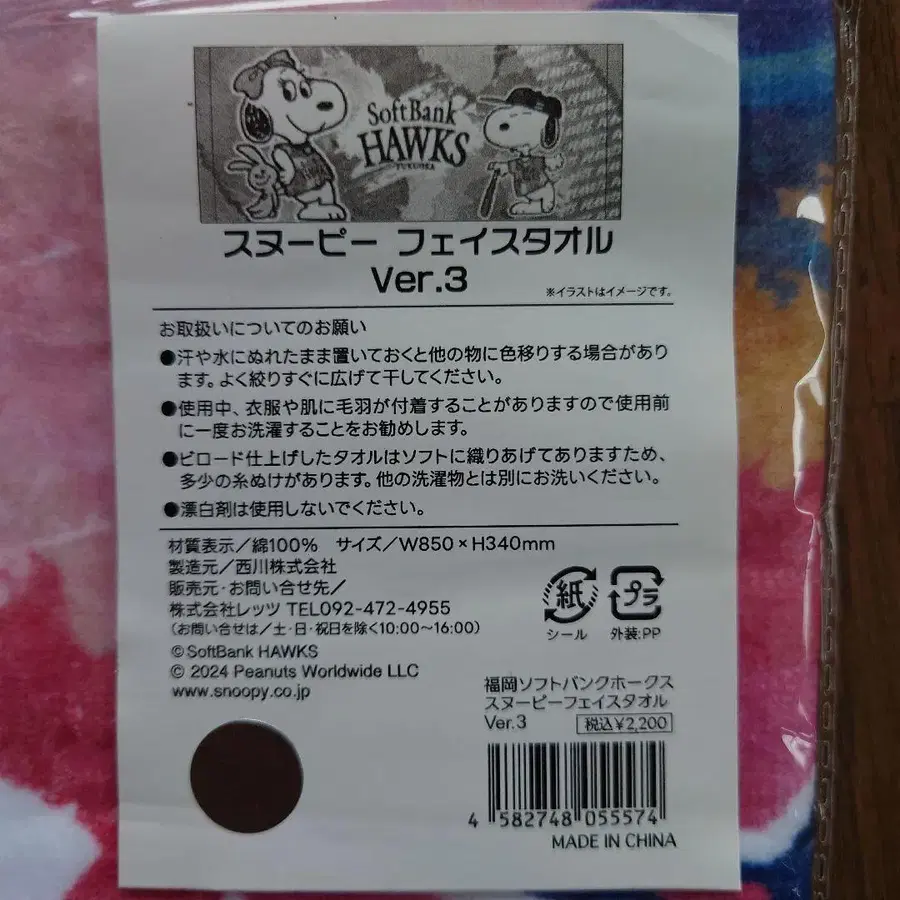 SoftBank
HAWKS
FUKUOKA
スヌーピー フェイスタオル
Ver.3
※イラストはイメージです。
お取扱いについてのお願い
●汗や水にぬれたまま置いておくと他の物に色移りする場合があり
ます。よく絞りすぐに広げて干してください。
●使用中、衣服や肌に毛羽が付着することがありますので使用前
に一度お洗濯することをお勧めします。
●ビロード仕上げしたタオルはソフトに織りあげてありますため、
多少の糸ぬけがあります。他の洗濯物とは別にお洗いください。
●漂白剤は使用しないでください。
材質表示/綿100% サイズ/W850×H340mm
製造元/西川株式会社
販売元・お問い合せ先/
株式会社レッツ TEL092-472-4955
(お問い合せは/土・日・祝日を除く10:00～16:00)
©SoftBank HAWKS
© 2024 Peanuts Worldwide LLC
www.snoopy.co.jp
紙
シール
プラ
外装:PP
福岡ソフトバンクホークス
スヌーピーフェイスタオル
Ver.3 税込¥2,200
4 582748 055574
MADE IN CHINA